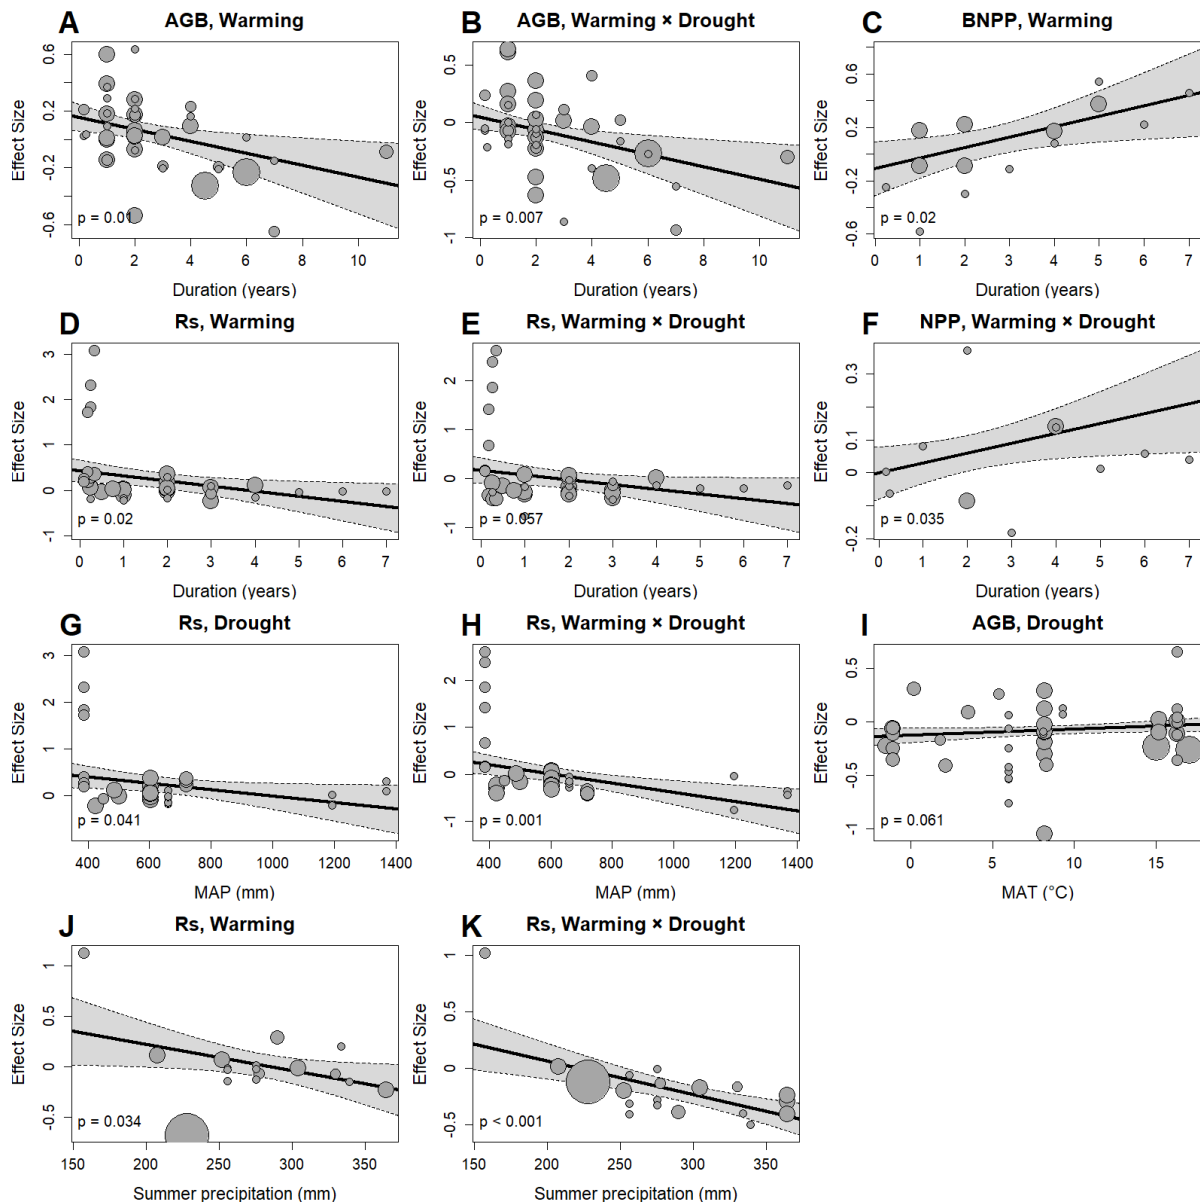 A AGB, Warming
Effect Size
0.6
0.2
-0.2
-0.6
p = 0.01
0 2 4 6 8 10
Duration (years)
B AGB, Warming × Drought
Effect Size
0.5
0
-0.5
-1
p = 0.007
0 2 4 6 8 10
Duration (years)
C BNPP, Warming
Effect Size
0.6
0.2
-0.2
-0.6
p = 0.02
0 1 2 3 4 5 6 7
Duration (years)
D Rs, Warming
Effect Size
3
2
1
0
-1
p = 0.02
0 1 2 3 4 5 6 7
Duration (years)
E Rs, Warming × Drought
Effect Size
2
1
0
-1
p = 0.057
0 1 2 3 4 5 6 7
Duration (years)
F NPP, Warming × Drought
Effect Size
0.3
0.1
0
-0.2
p = 0.035
0 1 2 3 4 5 6 7
Duration (years)
G Rs, Drought
Effect Size
3
2
1
0
p = 0.041
400 600 800 1000 1200 1400
MAP (mm)
H Rs, Warming × Drought
Effect Size
2
1
0
-1
p = 0.001
400 600 800 1000 1200 1400
MAP (mm)
I AGB, Drought
Effect Size
0.5
0
-0.5
-1
p = 0.061
0 5 10 15
MAT (°C)
J Rs, Warming
Effect Size
1
0.5
0
-0.5
p = 0.034
150 200 250 300 350
Summer precipitation (mm)
K Rs, Warming × Drought
Effect Size
1
0.5
0
-0.5
p < 0.001
150 200 250 300 350
Summer precipitation (mm)